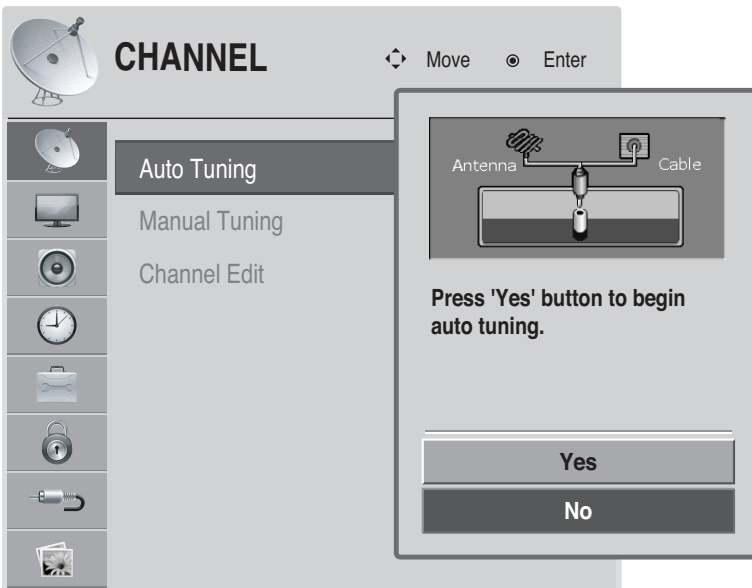 CHANNEL
Move Enter
Auto Tuning
Manual Tuning
Channel Edit
Antenna Cable
Press 'Yes' button to begin
auto tuning.
Yes
No